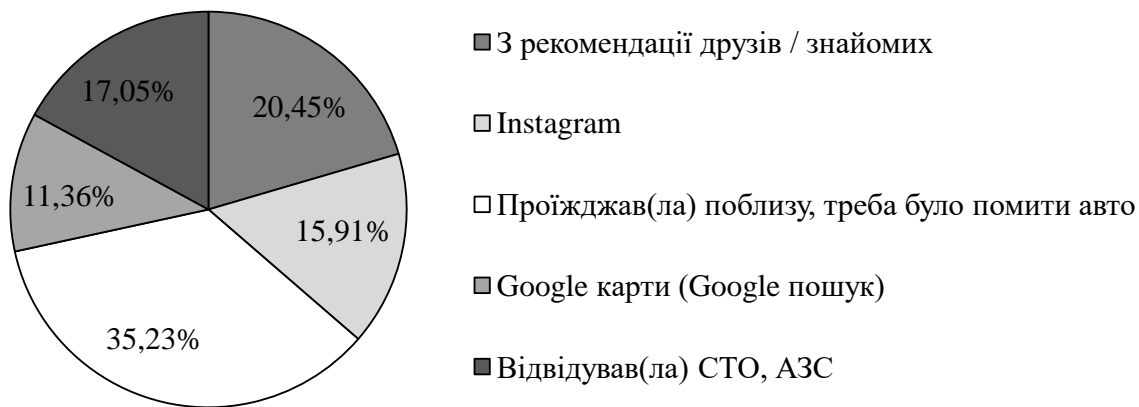 17,05%
20,45%
11,36%
15,91%
35,23%
З рекомендації друзів / знайомих
Instagram
Проїжджав(ла) поблизу, треба було помити авто
Google карти (Google пошук)
Відвідував(ла) СТО, АЗС